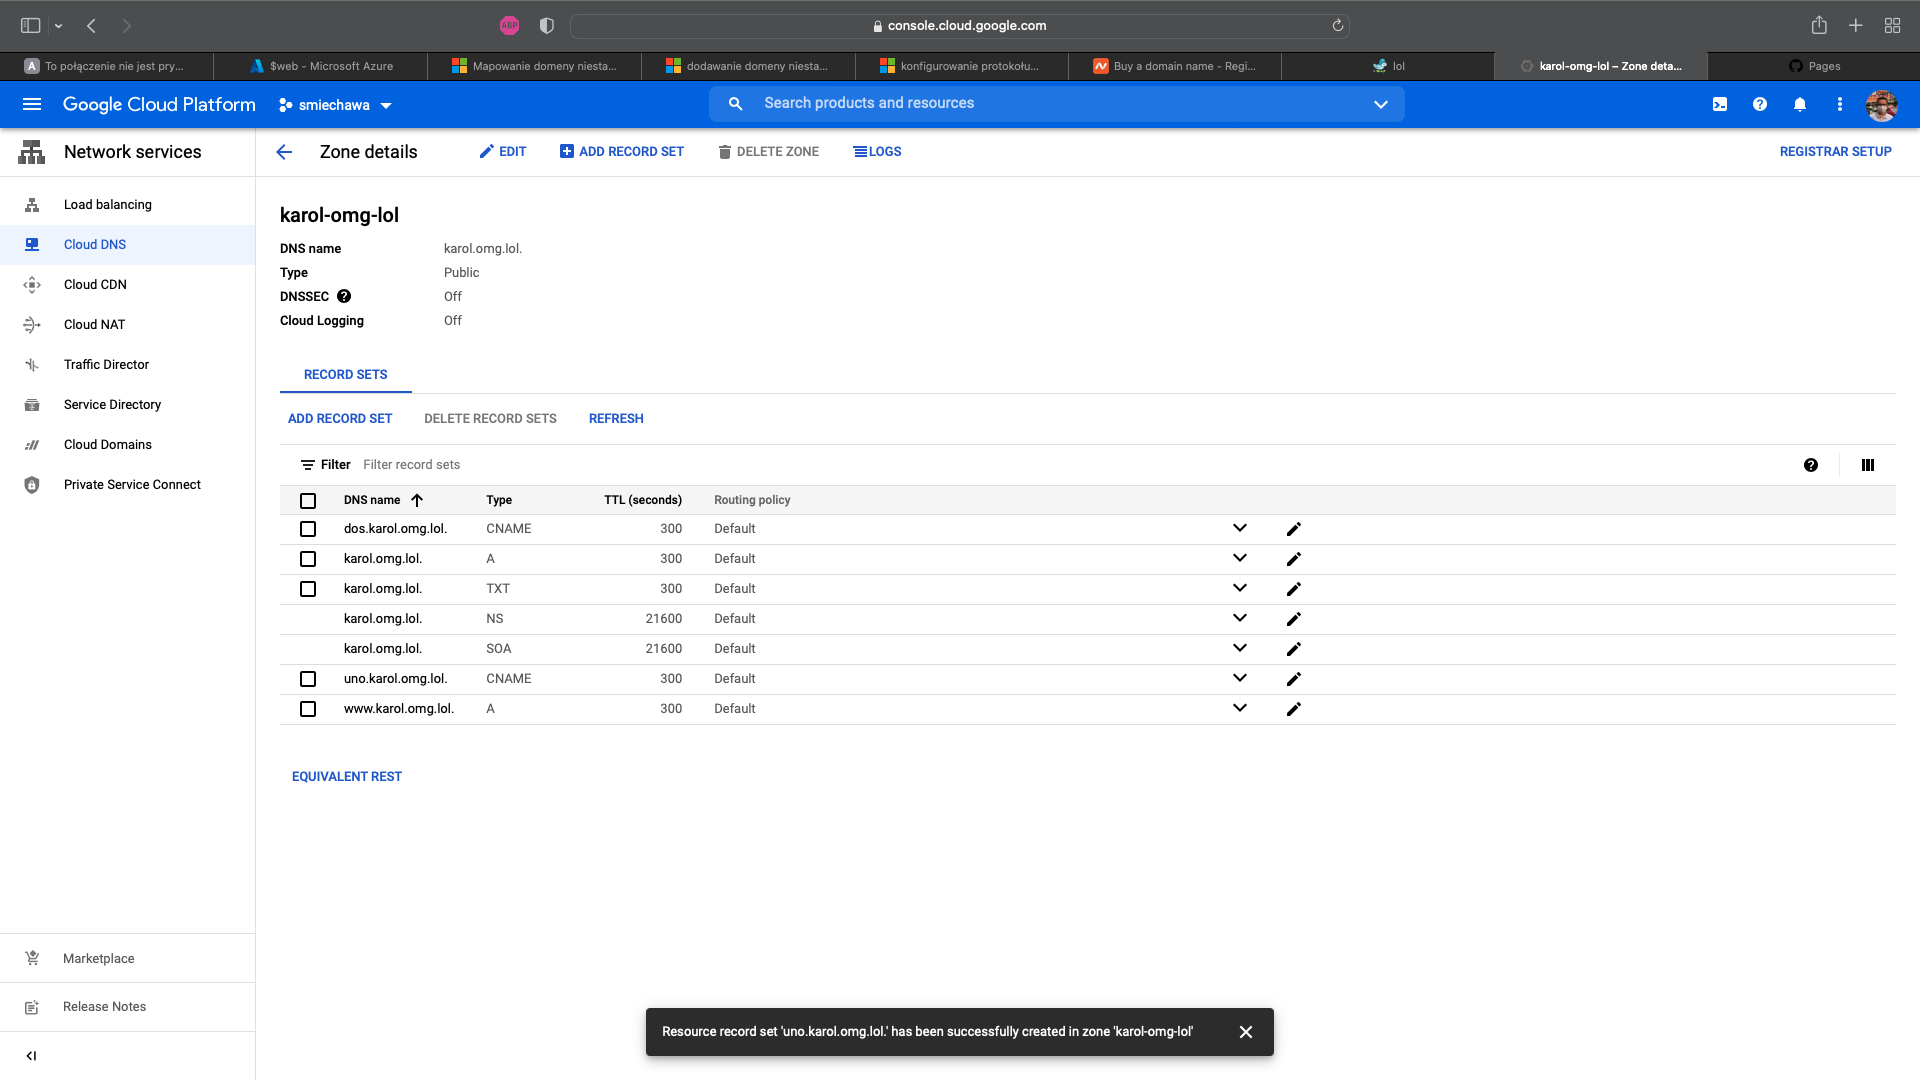 ABP
console.cloud.google.com
A To połączenie nie jest pry...
$web - Microsoft Azure
Mapowanie domeny niesta...
dodawanie domeny niesta...
konfigurowanie protokołu...
Buy a domain name - Regi...
lol
karol-omg-lol – Zone deta...
Pages
Google Cloud Platform
smiechawa
Search products and resources
Network services
Zone details
EDIT
ADD RECORD SET
DELETE ZONE
LOGS
REGISTRAR SETUP
Load balancing
Cloud DNS
Cloud CDN
Cloud NAT
Traffic Director
Service Directory
Cloud Domains
Private Service Connect
karol-omg-lol
DNS name karol.omg.lol.
Type Public
DNSSEC Off
Cloud Logging Off
RECORD SETS
ADD RECORD SET DELETE RECORD SETS REFRESH
Filter Filter record sets
DNS name Type TTL (seconds) Routing policy
dos.karol.omg.lol. CNAME 300 Default
karol.omg.lol. A 300 Default
karol.omg.lol. TXT 300 Default
karol.omg.lol. NS 21600 Default
karol.omg.lol. SOA 21600 Default
uno.karol.omg.lol. CNAME 300 Default
www.karol.omg.lol. A 300 Default
EQUIVALENT REST
Marketplace
Release Notes
Resource record set 'uno.karol.omg.lol.' has been successfully created in zone 'karol-omg-lol'